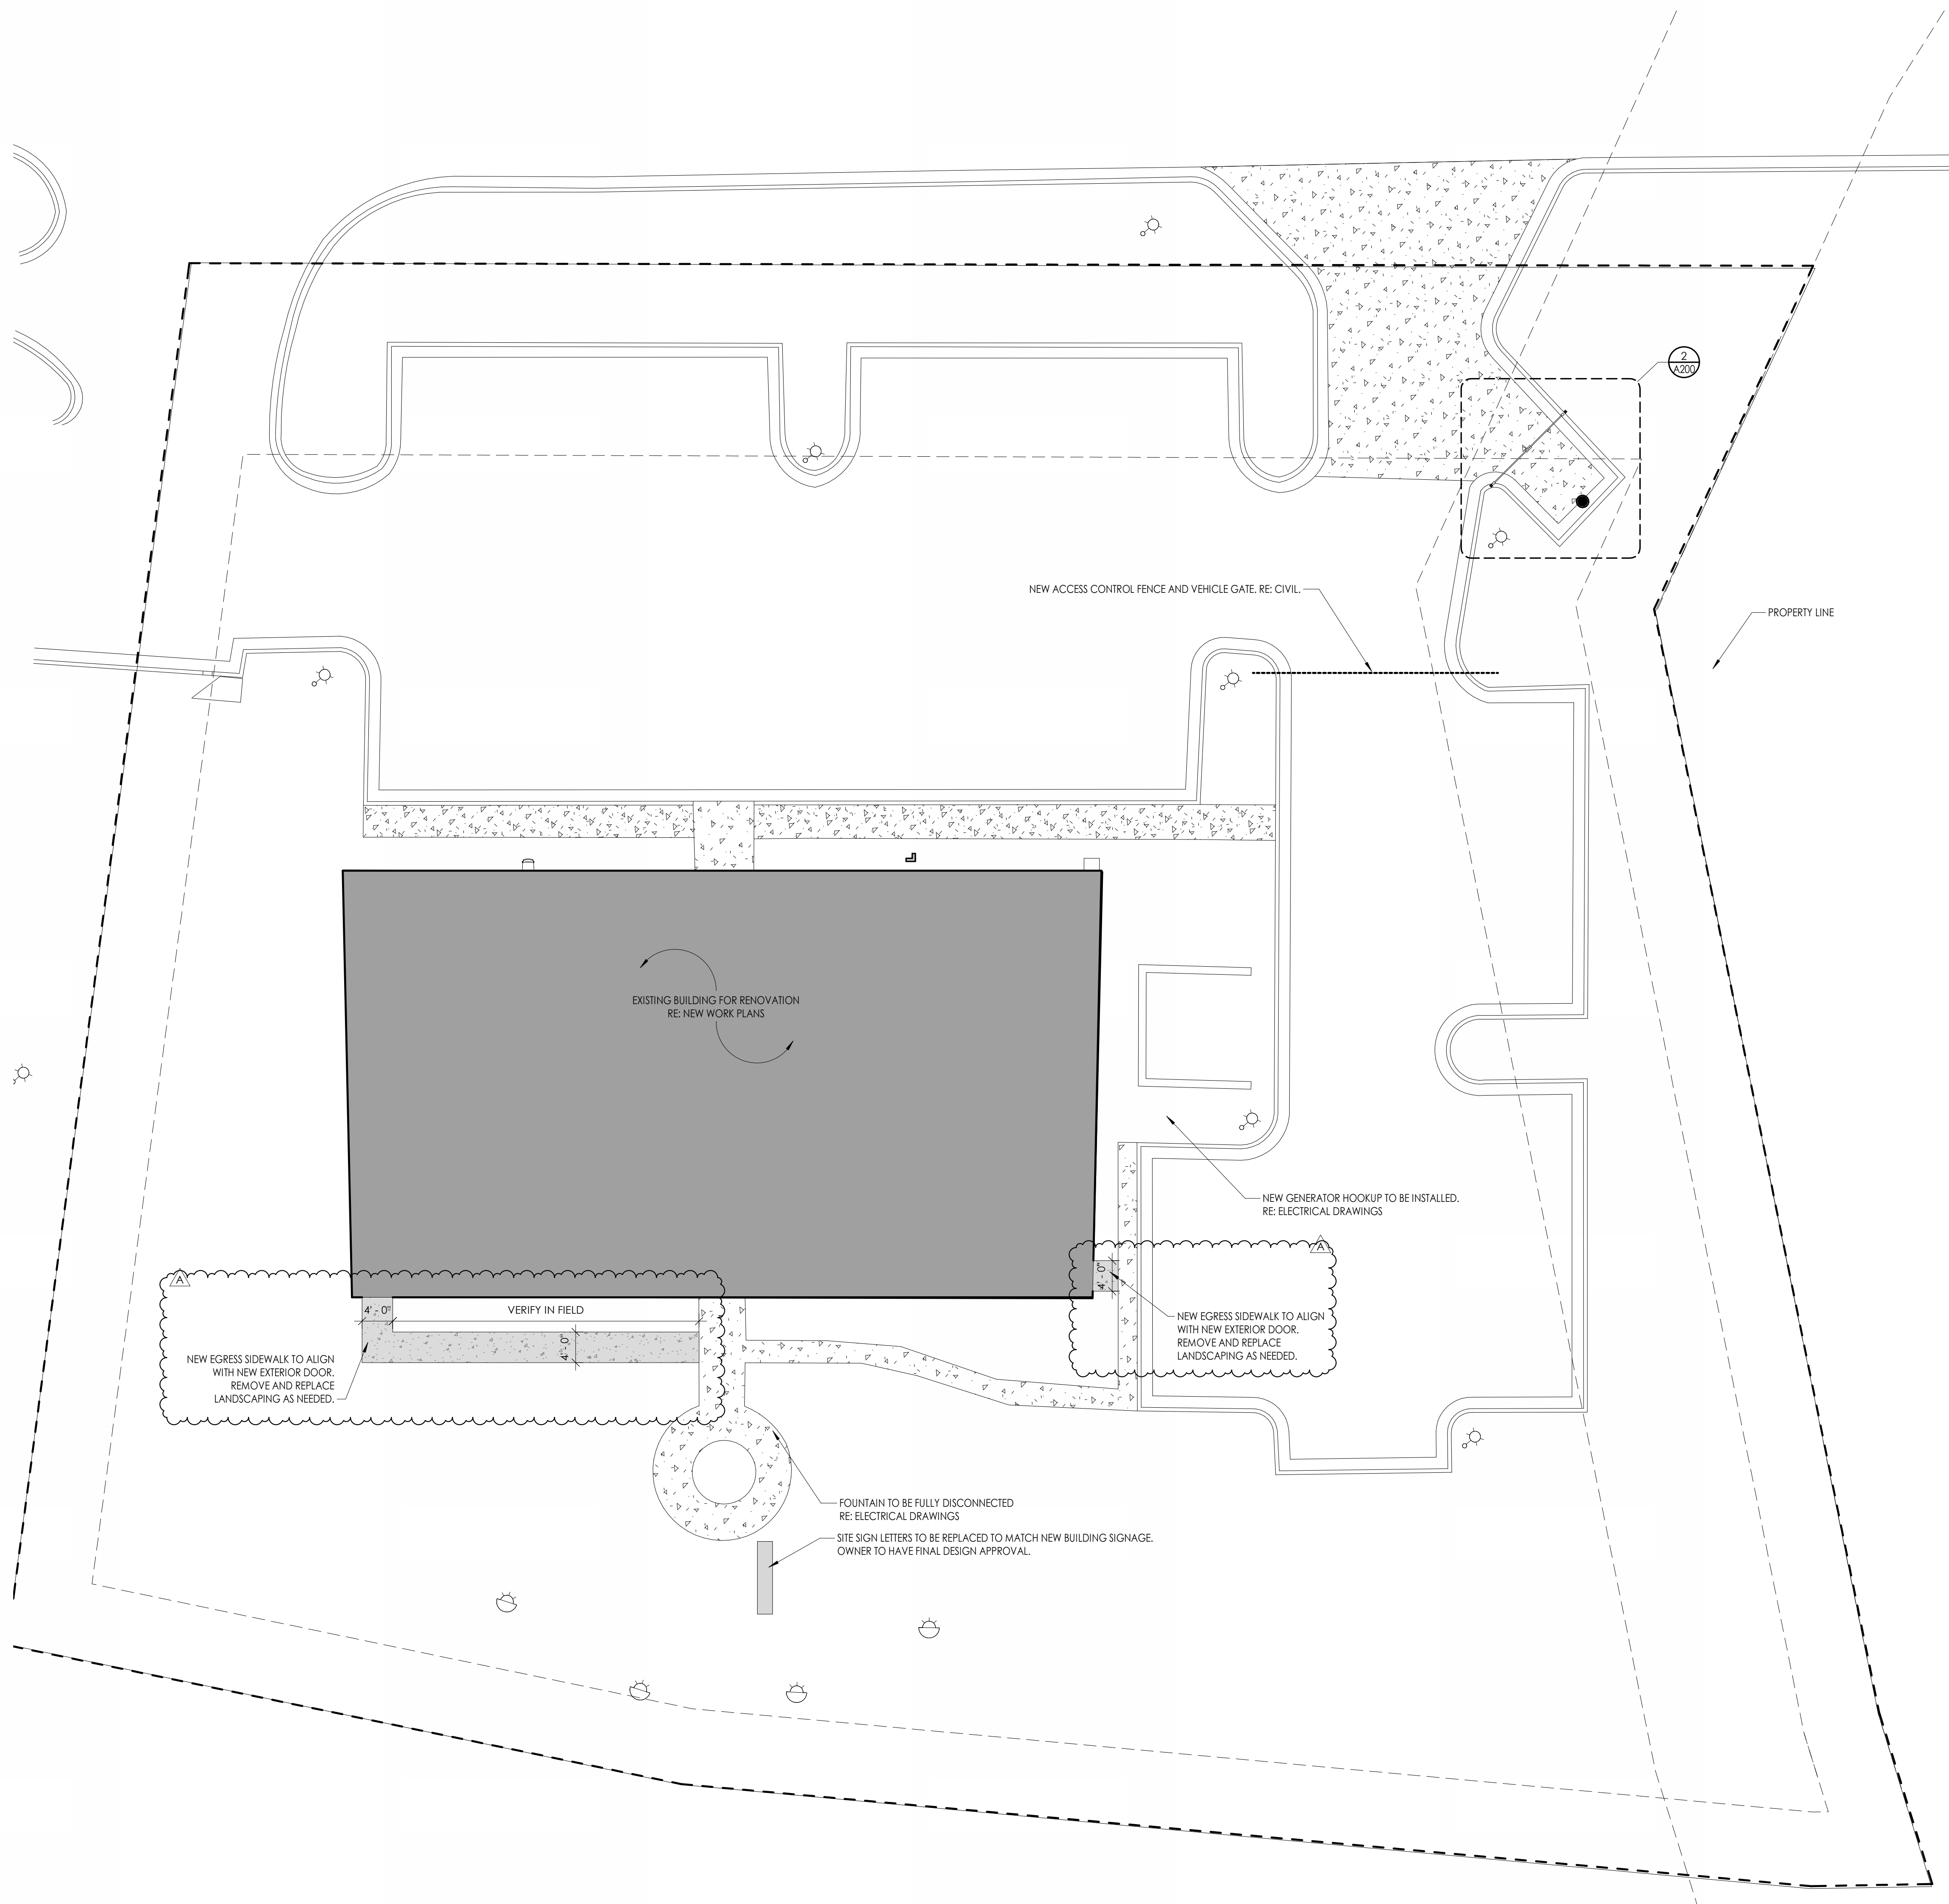 2
A200
NEW ACCESS CONTROL FENCE AND VEHICLE GATE. RE: CIVIL.
PROPERTY LINE
EXISTING BUILDING FOR RENOVATION
RE: NEW WORK PLANS
NEW GENERATOR HOOKUP TO BE INSTALLED.
RE: ELECTRICAL DRAWINGS
A
4' - 0"
NEW EGRESS SIDEWALK TO ALIGN
WITH NEW EXTERIOR DOOR.
REMOVE AND REPLACE
LANDSCAPING AS NEEDED.
A
4' - 0"
VERIFY IN FIELD
4' - 0"
NEW EGRESS SIDEWALK TO ALIGN
WITH NEW EXTERIOR DOOR.
REMOVE AND REPLACE
LANDSCAPING AS NEEDED.
FOUNTAIN TO BE FULLY DISCONNECTED
RE: ELECTRICAL DRAWINGS
SITE SIGN LETTERS TO BE REPLACED TO MATCH NEW BUILDING SIGNAGE.
OWNER TO HAVE FINAL DESIGN APPROVAL.